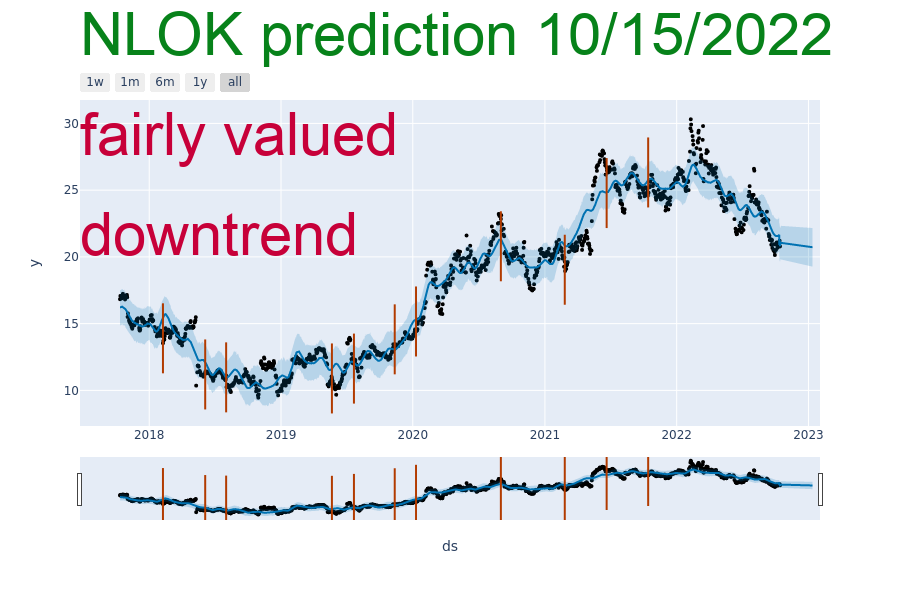 NLOK prediction 10/15/2022
1w 1m 6m 1y all
30
fairly valued
25
downtrend
20
y
15
10
2018 2019 2020 2021 2022 2023
ds